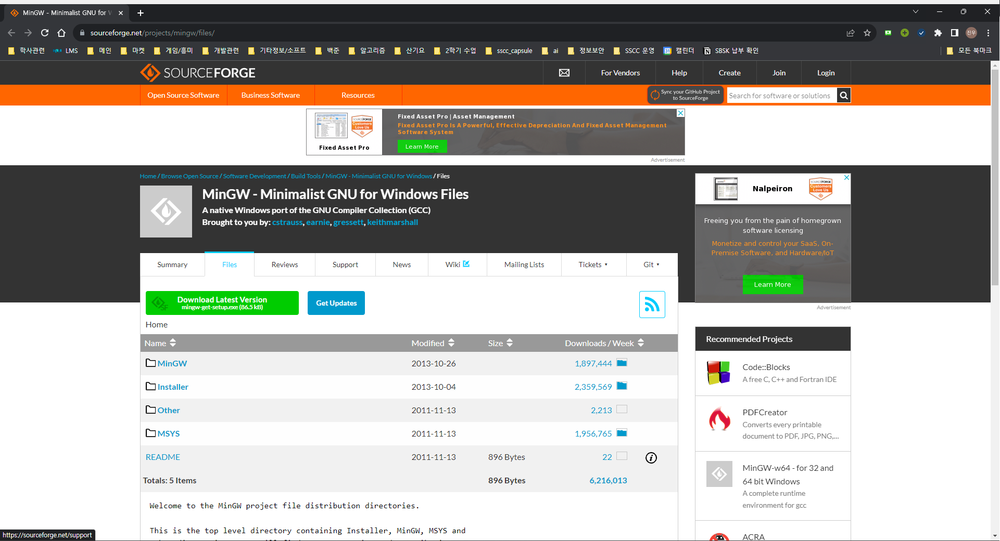 MinGW - Minimalist GNU for W
sourceforge.net/projects/mingw/files/
진우
학사관련 LMS 메인 마켓 게임/흥미 개발관련 기타정보/소프트 백준 알고리즘 산기요 2학기 수업 sscc_capsule ai 정보보안 SSCC 운영 31 캘린더 SBSK 납부 확인 모든 북마크
SOURCEFORGE For Vendors Help Create Join Login
Open Source Software Business Software Resources
Sync your GitHub Project
to SourceForge
Search for software or solutions
SOURCEFORGE
Customers
Love Us
Fixed Asset Pro
Fixed Asset Pro | Asset Management
Fixed Asset Pro Is A Powerful, Effective Depreciation And Fixed Asset Management
Software System
Learn More
Advertisement
Home / Browse Open Source / Software Development / Build Tools / MinGW - Minimalist GNU for Windows / Files
MinGW - Minimalist GNU for Windows Files
A native Windows port of the GNU Compiler Collection (GCC)
Brought to you by: cstrauss, earnie, gressett, keithmarshall
Nalpeiron
SOURCEFORGE
Customers
Love Us
Freeing you from the pain of homegrown
software licensing
Monetize and control your SaaS, On-
Premise Software, and Hardware/IoT
Learn More
Advertisement
Summary Files Reviews Support News Wiki Mailing Lists Tickets Git
Download Latest Version
mingw-get-setup.exe (86.5 kB)
Get Updates
Home
Name Modified Size Downloads / Week
MinGW 2013-10-26 1,897,444
Installer 2013-10-04 2,359,569
Other 2011-11-13 2,213
MSYS 2011-11-13 1,956,765
README 2011-11-13 896 Bytes 22
Totals: 5 Items 896 Bytes 6,216,013
Welcome to the MinGW project file distribution directories.
This is the top level directory containing Installer, MinGW, MSYS and
Recommended Projects
Code::Blocks
A free C, C++ and Fortran IDE
PDFCreator
Converts every printable
document to PDF, JPG, PNG,...
MinGW-w64 - for 32 and
64 bit Windows
A complete runtime
environment for gcc
ACRA
https://sourceforge.net/support